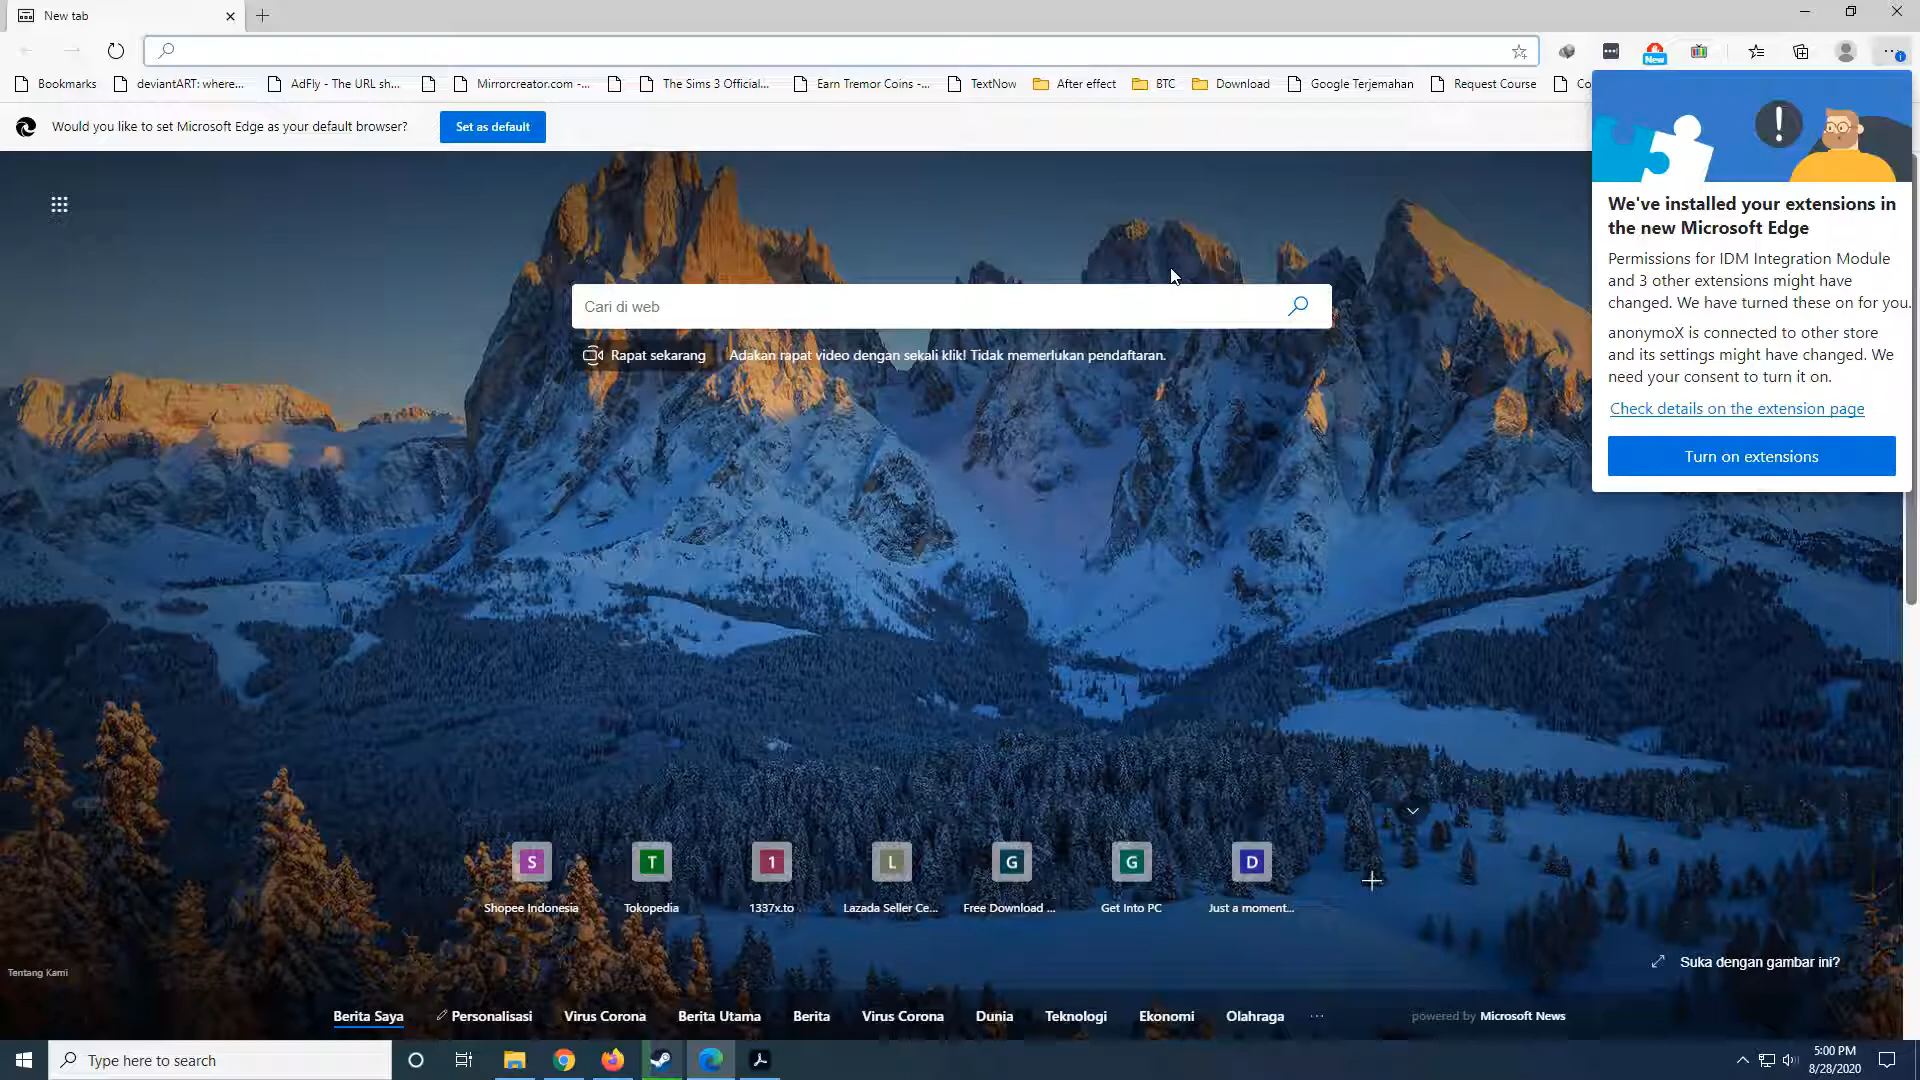 New tab
New
Bookmarks
deviantART: where...
AdFly - The URL sh...
Mirrorcreator.com -...
The Sims 3 Official...
Earn Tremor Coins -...
TextNow
After effect
BTC
Download
Google Terjemahan
Request Course
Co
Would you like to set Microsoft Edge as your default browser?
Set as default
We've installed your extensions in
the new Microsoft Edge
Permissions for IDM Integration Module
and 3 other extensions might have
changed. We have turned these on for you.
anonymoX is connected to other store
and its settings might have changed. We
need your consent to turn it on.
Check details on the extension page
Turn on extensions
Cari di web
Rapat sekarang
Adakan rapat video dengan sekali klik! Tidak memerlukan pendaftaran.
S
T
1
L
G
G
D
Shopee Indonesia
Tokopedia
1337x.to
Lazada Seller Ce...
Free Download ...
Get Into PC
Just a moment...
Tentang Kami
Suka dengan gambar ini?
Berita Saya
Personalisasi
Virus Corona
Berita Utama
Berita
Virus Corona
Dunia
Teknologi
Ekonomi
Olahraga
...
powered by Microsoft News
Type here to search
5:00 PM
8/28/2020